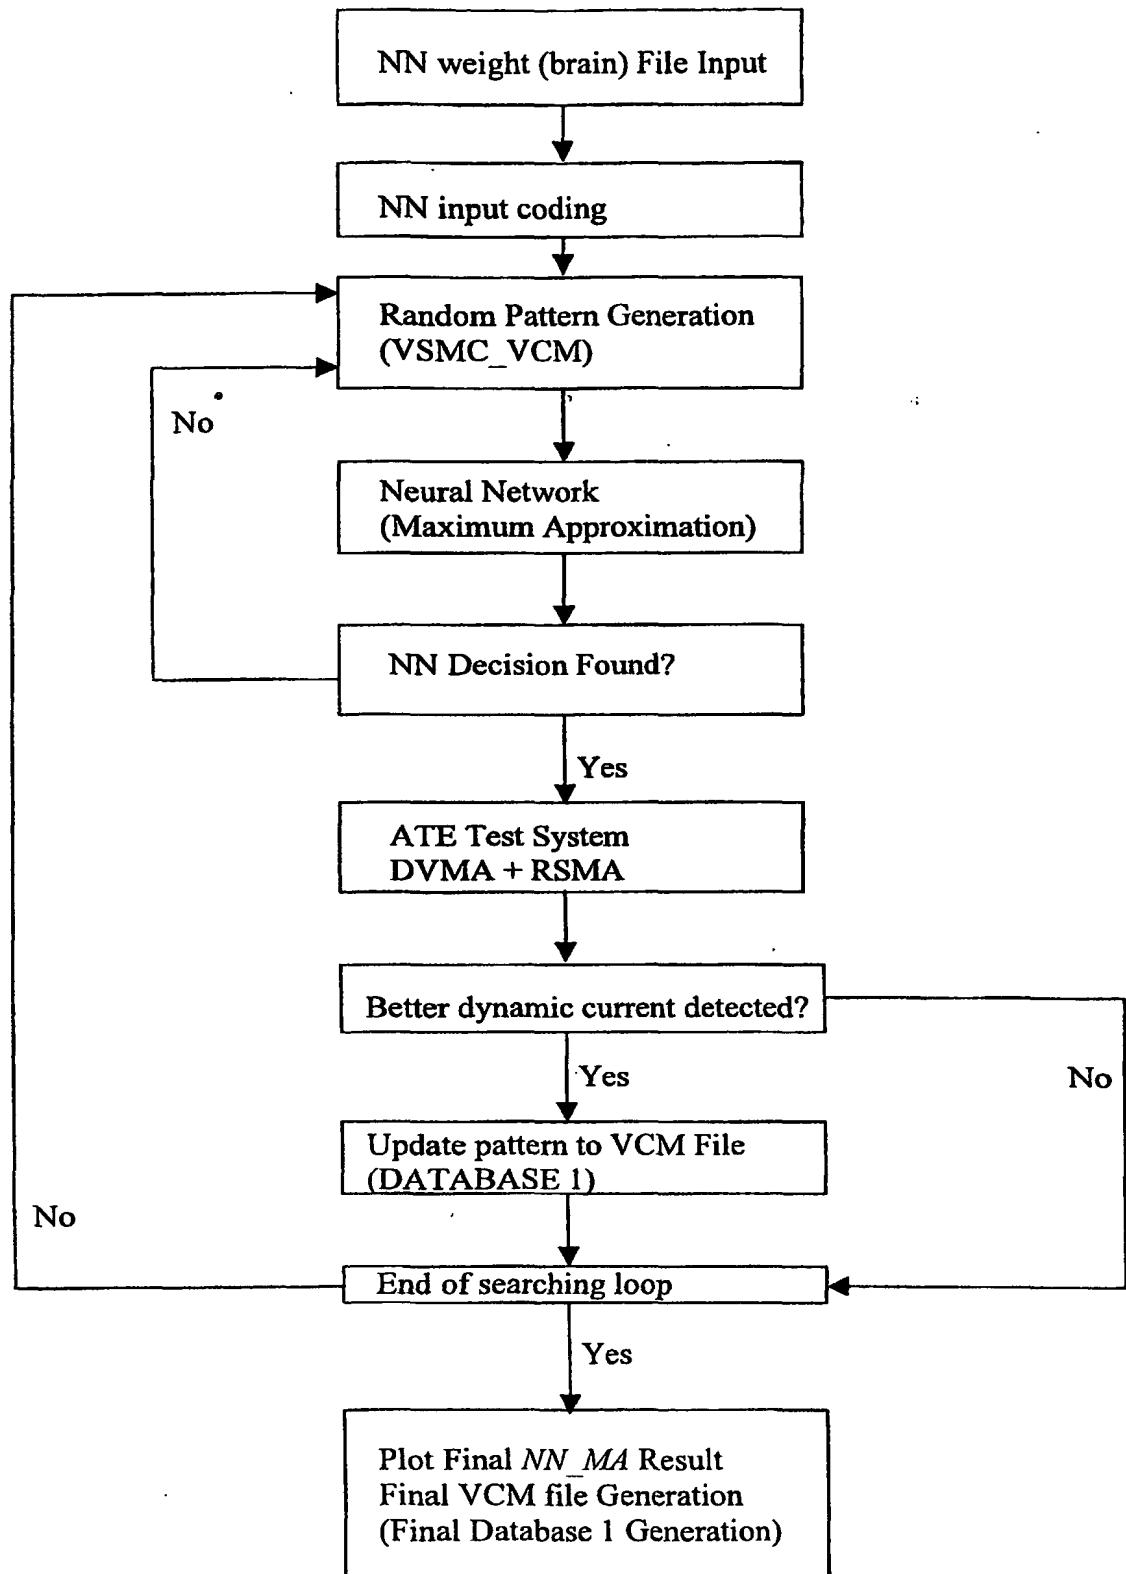 NN weight (brain) File Input
NN input coding
Random Pattern Generation
(VSMC_VCM)
No
Neural Network
(Maximum Approximation)
NN Decision Found?
Yes
ATE Test System
DVMA + RSMA
Better dynamic current detected?
Yes
No
Update pattern to VCM File
(DATABASE 1)
No
End of searching loop
Yes
Plot Final NN_MA Result
Final VCM file Generation
(Final Database 1 Generation)